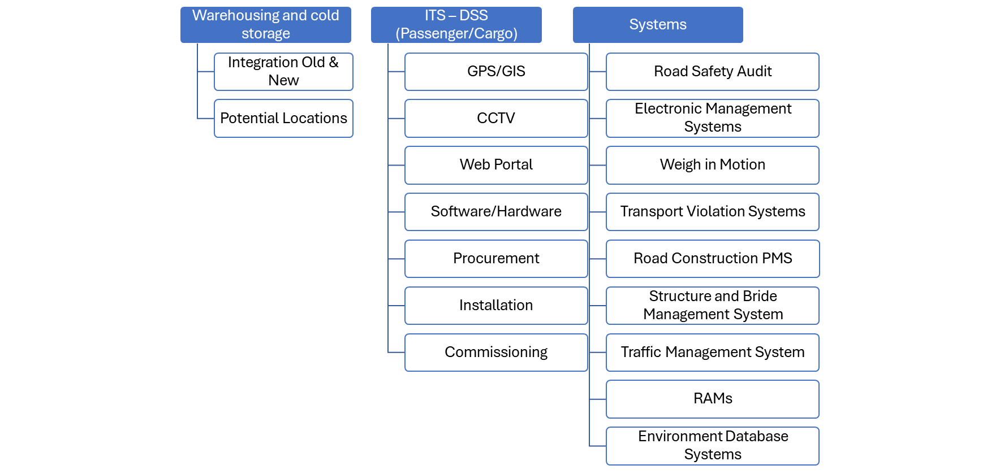 Warehousing and cold
storage
Integration Old &
New
Potential Locations
ITS – DSS
(Passenger/Cargo)
GPS/GIS
CCTV
Web Portal
Software/Hardware
Procurement
Installation
Commissioning
Systems
Road Safety Audit
Electronic Management
Systems
Weigh in Motion
Transport Violation Systems
Road Construction PMS
Structure and Bride
Management System
Traffic Management System
RAMs
Environment Database
Systems